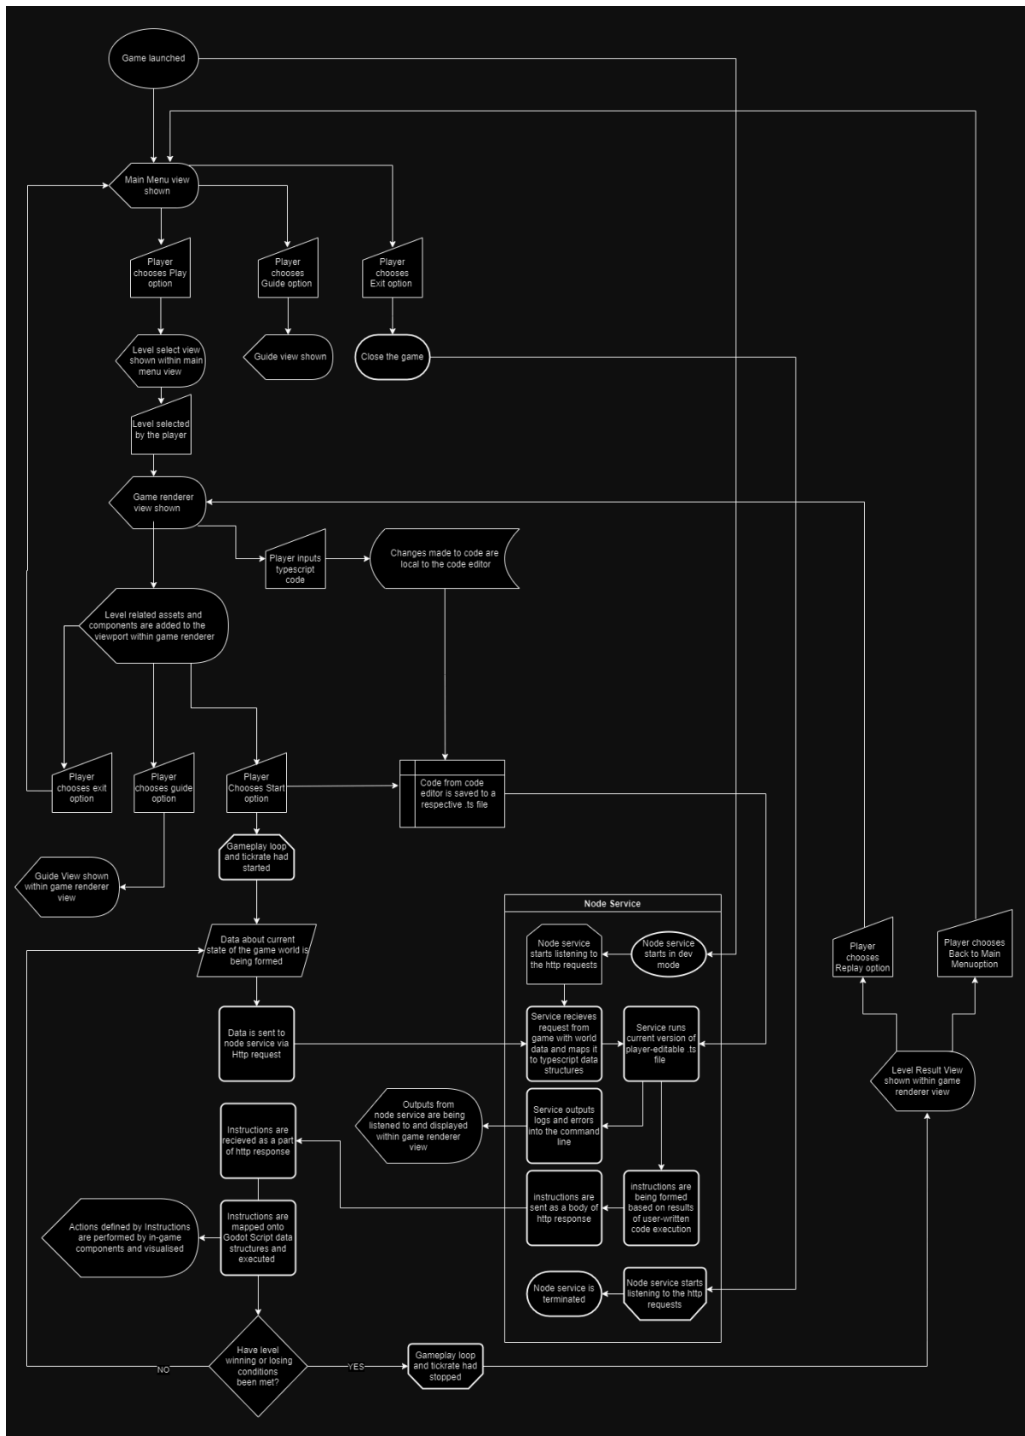 Game launched
Main Menu view
shown
Player
chooses Play
option
Player
chooses
Guide option
Player
chooses
Exit option
Level select view
shown within main
menu view
Guide view shown
Close the game
Level selected
by the player
Game renderer
view shown
Player inputs
typescript
code
Changes made to code are
local to the code editor
Level related assets and
components are added to the
viewport within game renderer
Player
chooses exit
option
Player
chooses guide
option
Player
Chooses Start
option
Code from code
editor is saved to a
respective .ts file
Gameplay loop
and tickrate had
started
Guide View shown
within game renderer
view
Node Service
Data about current
state of the game world is
being formed
Node service
starts listening to
the http requests
Node service
starts in dev
mode
Player
chooses
Replay option
Player chooses
Back to Main
Menuoption
Data is sent to
node service via
Http request
Service recieves
request from
game with world
data and maps it
to typescript data
structures
Service runs
current version of
player-editable .ts
file
Level Result View
shown within game
renderer view
Outputs from
node service are being
listened to and displayed
within game renderer
view
Service outputs
logs and errors
into the command
line
Instructions are
recieved as a part
of http response
instructions are
sent as a body of
http response
instructions are
being formed
based on results
of user-written
code execution
Actions defined by Instructions
are performed by in-game
components and visualised
Instructions are
mapped onto
Godot Script data
structures and
executed
Node service is
terminated
Node service starts
listening to the http
requests
Have level
winning or losing
conditions
been met?
NO
YES
Gameplay loop
and tickrate had
stopped